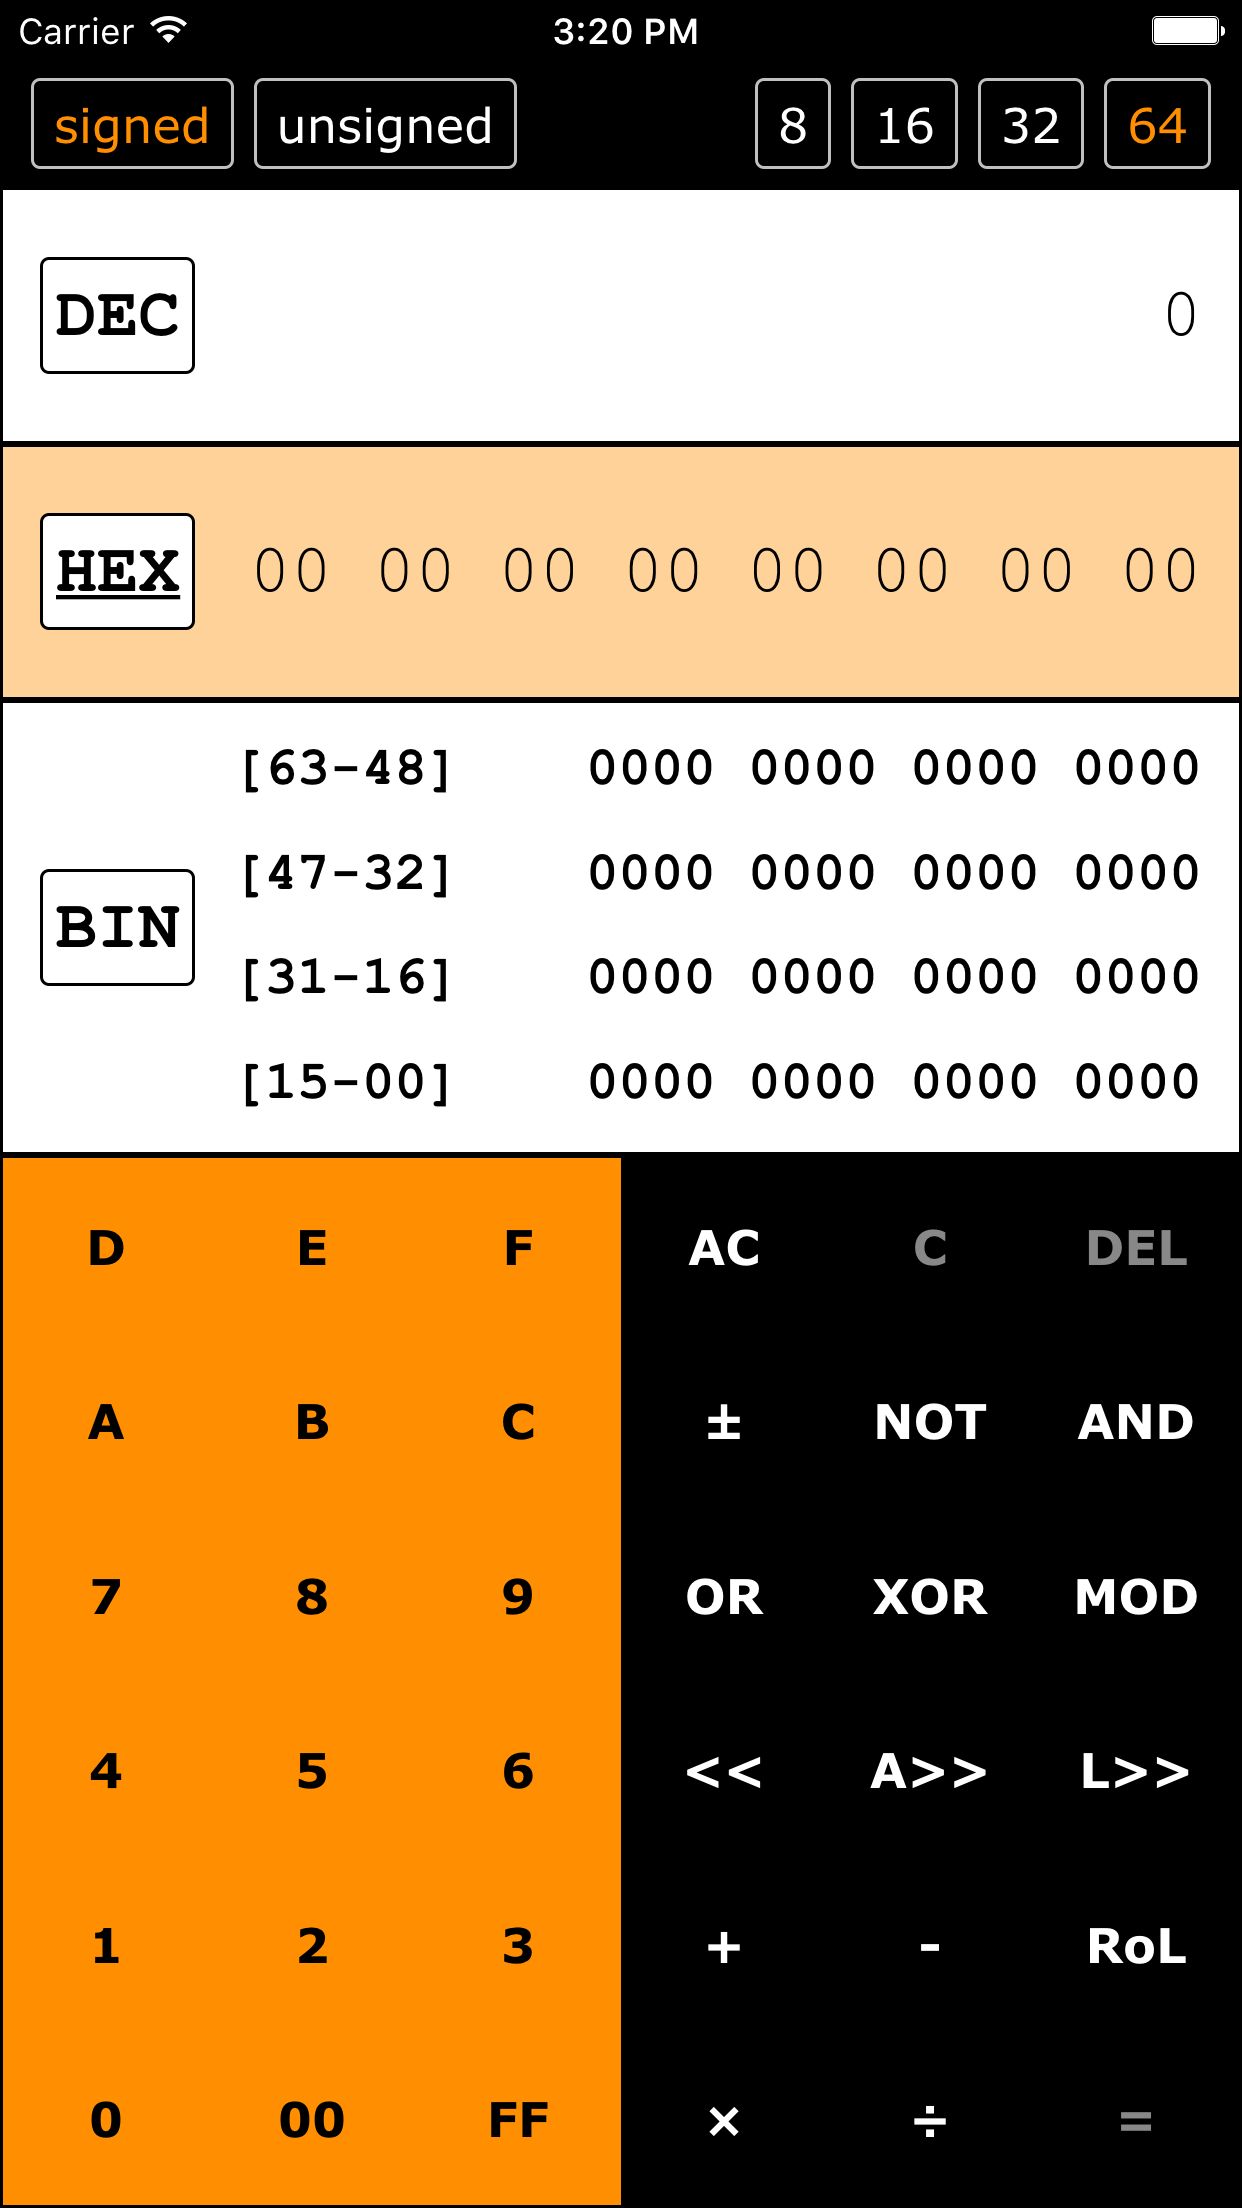 Carrier 3:20 PM
signed unsigned 8 16 32 64
DEC 0
HEX 00 00 00 00 00 00 00 00
[63-48] 0000 0000 0000 0000
[47-32] 0000 0000 0000 0000
BIN
[31-16] 0000 0000 0000 0000
[15-00] 0000 0000 0000 0000
D E F AC C DEL
A B C ± NOT AND
7 8 9 OR XOR MOD
4 5 6 << A>> L>>
1 2 3 + - RoL
0 00 FF × ÷ =